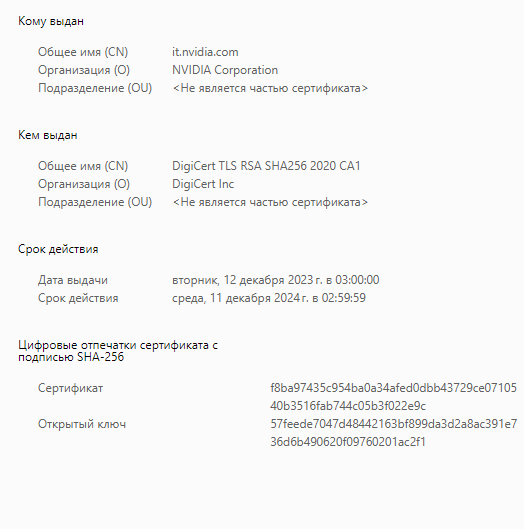 Кому выдан
Общее имя (CN) it.nvidia.com
Организация (O) NVIDIA Corporation
Подразделение (OU) <Не является частью сертификата>
Кем выдан
Общее имя (CN) DigiCert TLS RSA SHA256 2020 CA1
Организация (O) DigiCert Inc
Подразделение (OU) <Не является частью сертификата>
Срок действия
Дата выдачи вторник, 12 декабря 2023 г. в 03:00:00
Срок действия среда, 11 декабря 2024 г. в 02:59:59
Цифровые отпечатки сертификата с
подписью SHA-256
Сертификат f8ba97435c954ba0a34afed0dbb43729ce07105
40b3516fab744c05b3f022e9c
Открытый ключ 57feede7047d48442163bf899da3d2a8ac391e7
36d6b490620f09760201ac2f1